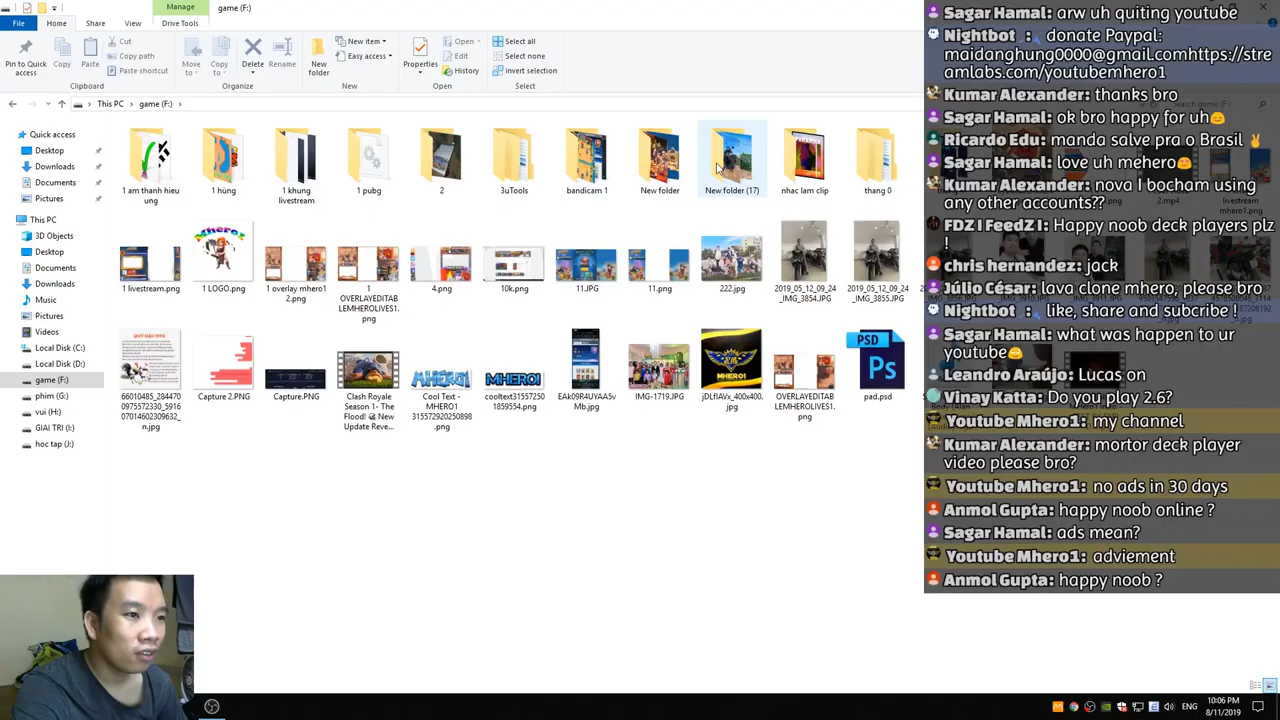 Manage
game (F:)
File
Home
Share
View
Drive Tools
Pin to Quick
access
Copy
Paste
Cut
Copy path
Paste shortcut
Move
to
Copy
to
Delete
Rename
New
folder
New item
Easy access
Properties
Open
Edit
History
Select all
Select none
Invert selection
Clipboard
Organize
New
Open
Select
This PC
game (F:)
Search game (F:)
Quick access
Desktop
Downloads
Documents
Pictures
This PC
3D Objects
Desktop
Documents
Downloads
Music
Pictures
Videos
Local Disk (C:)
Local Disk (D:)
game (F:)
phim (G:)
vui (H:)
GIAI TRI (I:)
hoc tap (J:)
1 am thanh hieu
ung
1 hùng
1 khung
livestream
1 pubg
2
3uTools
bandicam 1
New folder
New folder (17)
nhac lam clip
thang 0
1 livestream.png
1 LOGO.png
1 overlay mhero1
2.png
1
OVERLAYEDITAB
LEMHEROLIVES1.
png
4.png
10k.png
11.JPG
11.png
222.jpg
2019_05_12_09_24
_IMG_3854.JPG
2019_05_12_09_24
_IMG_3855.JPG
66010485_284470
0975572330_5916
07014602309632_
n.jpg
Capture 2.PNG
Capture.PNG
Clash Royale
Season 1- The
Flood! 🌊 New
Update Reve...
Cool Text -
MHERO1
315572920250898
.png
cooltext31557250
1859554.png
EAk09R4UYAA5v
Mb.jpg
IMG-1719.JPG
jDLfIAVx_400x400.
jpg
OVERLAYEDITAB
LEMHEROLIVES1.
png
pad.psd
Sagar Hamal: arw uh quiting youtube
Nightbot : donate Paypal:
maidanghung0000@gmail.comhttps://stre
amlabs.com/youtubemhero1
Kumar Alexander: thanks bro
Sagar Hamal: ok bro happy for uh😊
Ricardo Edu: manda salve pra o Brasil ✌
Sagar Hamal: love uh mehero😊
Kumar Alexander: nova l bocham using
any other accounts??
FDZ l FeedZ l: Happy noob deck players plz
!
chris hernandez: jack
Júlio César: lava clone mhero, please bro
Nightbot : like, share and subcribe !
Sagar Hamal: what was happen to ur
youtube😊
Leandro Araújo: Lucas on
Vinay Katta: Do you play 2.6?
Youtube Mhero1: my channel
Kumar Alexander: mortor deck player
video please bro?
Youtube Mhero1: no ads in 30 days
Anmol Gupta: happy noob online ?
Sagar Hamal: ads mean?
Youtube Mhero1: adviement
Anmol Gupta: happy noob ?
ENG
10:06 PM
8/11/2019